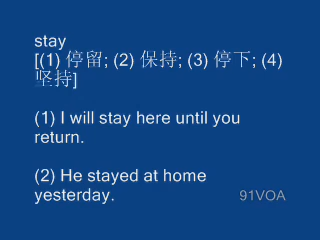 stay
[(1) 停留; (2) 保持; (3) 停下; (4)
坚持]
(1) I will stay here until you
return.
(2) He stayed at home
yesterday.
91VOA